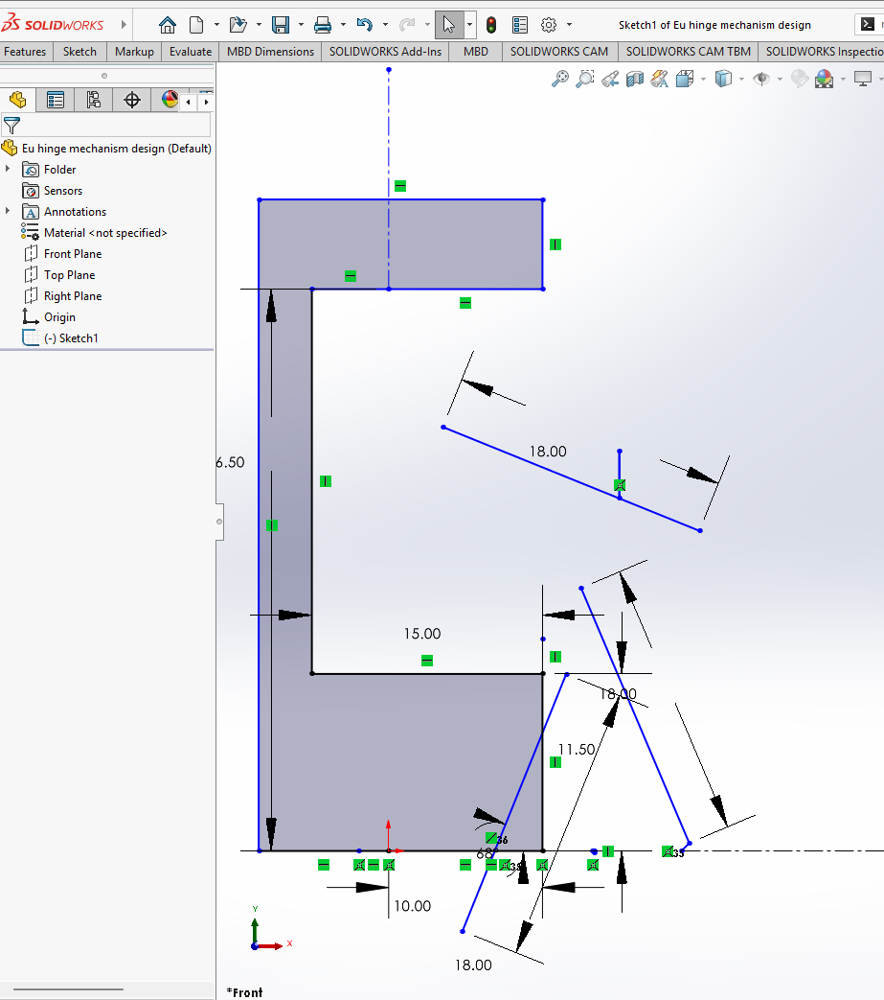 SOLIDWORKS
Sketch1 of Eu hinge mechanism design
Features
Sketch
Markup
Evaluate
MBD Dimensions
SOLIDWORKS Add-Ins
MBD
SOLIDWORKS CAM
SOLIDWORKS CAM TBM
SOLIDWORKS Inspectio
Eu hinge mechanism design (Default)
Folder
Sensors
Annotations
Material <not specified>
Front Plane
Top Plane
Right Plane
Origin
(-) Sketch1
18.00
6.50
15.00
18.00
11.50
36
68
35
33
10.00
18.00
Y
X
*Front